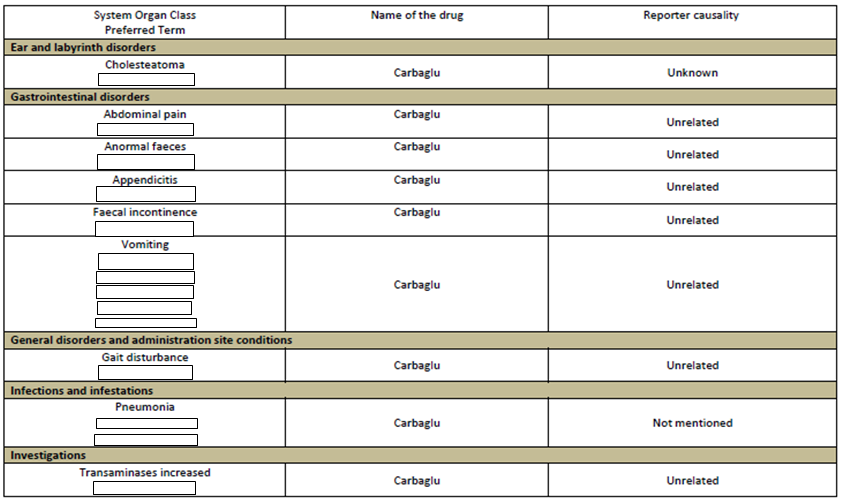 System Organ Class
Preferred Term
Name of the drug
Reporter causality
Ear and labyrinth disorders
Cholesteatoma
Carbaglu
Unknown
Gastrointestinal disorders
Abdominal pain
Carbaglu
Unrelated
Anormal faeces
Carbaglu
Unrelated
Appendicitis
Carbaglu
Unrelated
Faecal incontinence
Carbaglu
Unrelated
Vomiting
Carbaglu
Unrelated
General disorders and administration site conditions
Gait disturbance
Carbaglu
Unrelated
Infections and infestations
Pneumonia
Carbaglu
Not mentioned
Investigations
Transaminases increased
Carbaglu
Unrelated